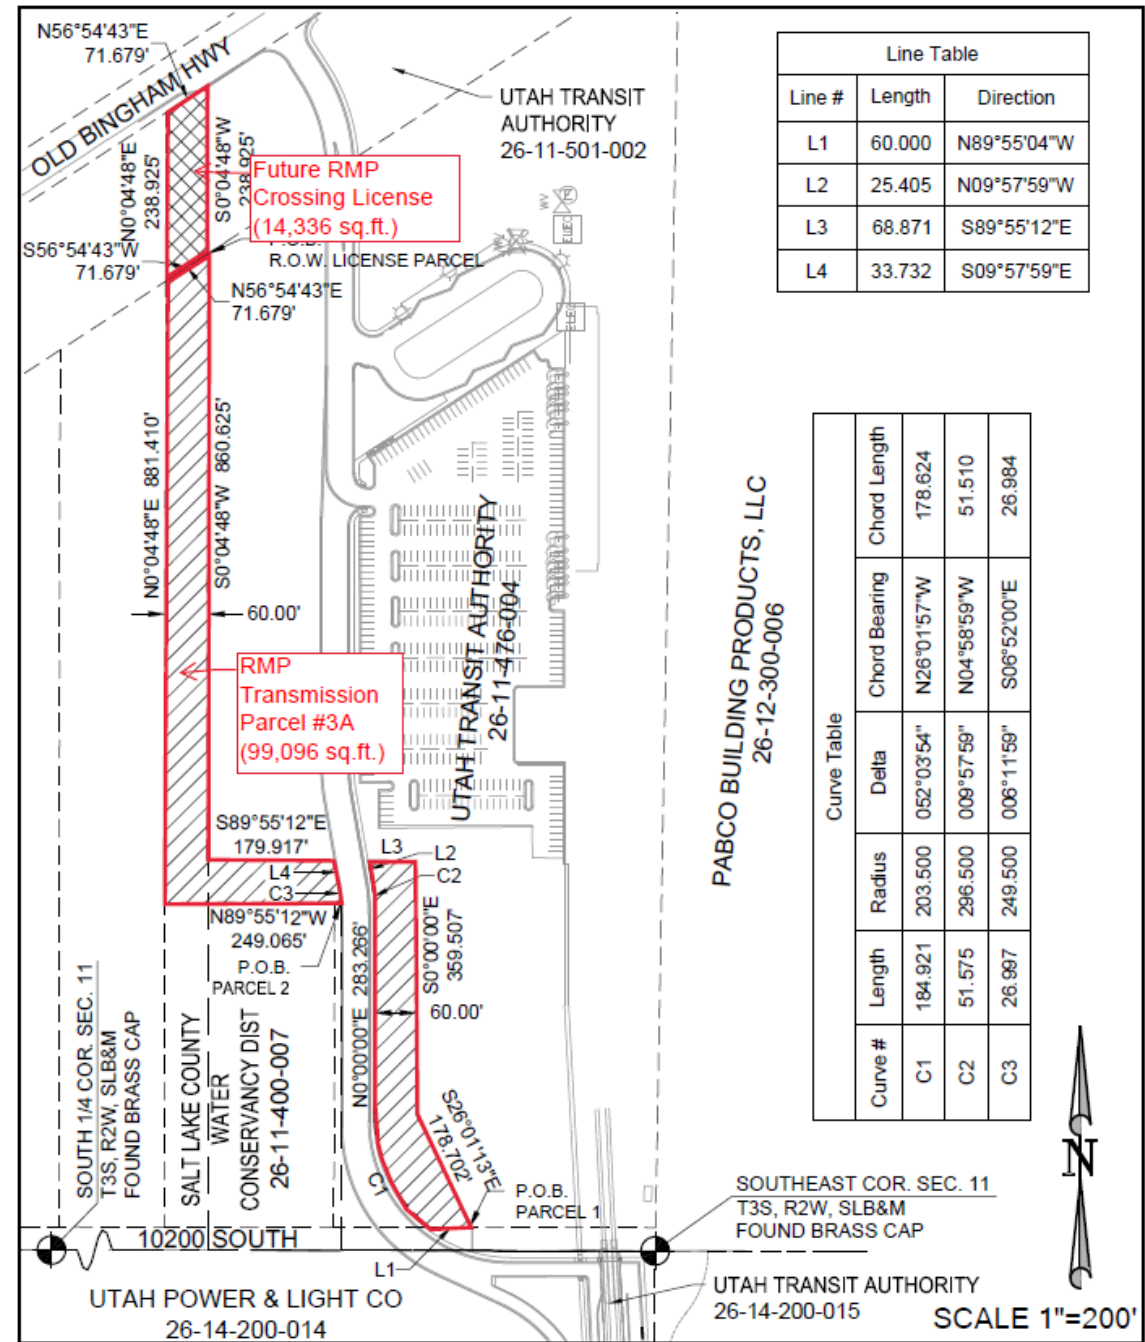 N56°54'43"E
71.679'
OLD BINGHAM HWY
UTAH TRANSIT
AUTHORITY
26-11-501-002
N0°04'48"E
238.925
S0°04'48"W
238.925'
Future RMP
Crossing License
(14,336 sq.ft.)
P.O.B.
R.O.W. LICENSE PARCEL
S56°54'43"W
71.679'
N56°54'43"E
71.679'
WV
WV
ELEC
ELEC
N0°04'48"E 881.410'
S0°04'48"W 860.625'
60.00'
RMP
Transmission
Parcel #3A
(99,096 sq.ft.)
UTAH TRANSIT AUTHORITY
26-11-476-004
PABCO BUILDING PRODUCTS, LLC
26-12-300-006
S89°55'12"E
179.917'
L4
C3
L3
L2
C2
N89°55'12"W
249.065'
P.O.B.
PARCEL 2
N0°00'00"E 283.266'
S0°00'00"E
359.507
60.00'
S26°01'13"E
178.702'
C1
P.O.B.
PARCEL 1
L1
SOUTH 1/4 COR. SEC. 11
T3S, R2W, SLB&M
FOUND BRASS CAP
SALT LAKE COUNTY
WATER
CONSERVANCY DIST
26-11-400-007
10200 SOUTH
UTAH POWER & LIGHT CO
26-14-200-014
SOUTHEAST COR. SEC. 11
T3S, R2W, SLB&M
FOUND BRASS CAP
UTAH TRANSIT AUTHORITY
26-14-200-015
SCALE 1"=200'
N
Line Table
Line # Length Direction
L1 60.000 N89°55'04"W
L2 25.405 N09°57'59"W
L3 68.871 S89°55'12"E
L4 33.732 S09°57'59"E
Curve Table
Curve # Length Radius Delta Chord Bearing Chord Length
C1 184.921 203.500 052°03'54" N26°01'57"W 178.624
C2 51.575 296.500 009°57'59" N04°58'59"W 51.510
C3 26.997 249.500 006°11'59" S06°52'00"E 26.984